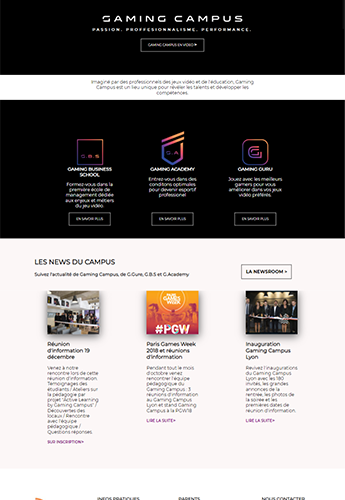 GAMING CAMPUS
PASSION. PROFFESIONNALISME. PERFORMANCE.
GAMING CAMPUS EN VIDEO
Imaginé par des professionnels des jeux vidéo et de l'éducation, Gaming
Campus est un lieu unique pour révéler les talents et développer les
compétences.
G.B.S
GAMING BUSINESS
SCHOOL
Formez-vous dans la
première école de
management dédiée
aux enjeux et métiers
du jeu vidéo.
EN SAVOIR PLUS
GAMING ACADEMY
Entrez-vous dans des
conditions optimales
pour devenir esportif
professionel
EN SAVOIR PLUS
GAMING GURU
Jouez avec les meilleurs
gamers pour vous
améliorer dans vos
jeux vidéo préférés.
EN SAVOIR PLUS
LES NEWS DU CAMPUS
Suivez l'actualité de Gaming Campus, de G.Gure, G.B.S et G.Academy
LA NEWSROOM >
Réunion
d'information 19
décembre
Venez à notre
rencontre lors de cette
réunion d'information
Temoignages des
étudiants / Ateliers sur
la pédagogie par
projet "Active Learning
by Gaming Campus" /
Découvertes des
locaux / Rencontre
avec l'équipe
pédagogique /
Questions réponses.
SUR INSCRIPTION>
PARIS
GAMES
WEEK
#PGW
Paris Games Week
2018 et réunions
d'information
Pendant tout le mois
d'octobre venez
rencontrer l'équipe
pédagogique du
Gaming Campus : 3
réunions d'information
au Gaming Campus
Lyon et stand Gaming
Campus à la PGW18
LIRE LA SUITE>
Inauguration
Gaming Campus
Lyon
Revivez l'inaugurations
du Gaming Campus
Lyon avec les 180
invités, les grandes
annonces de la
rentrée, les photos de
la soirée et les
premières dates de
réunion d'information.
LIRE LA SUITE>
INFOS PRATIQUES
PARENTS
NOUS CONTACTER